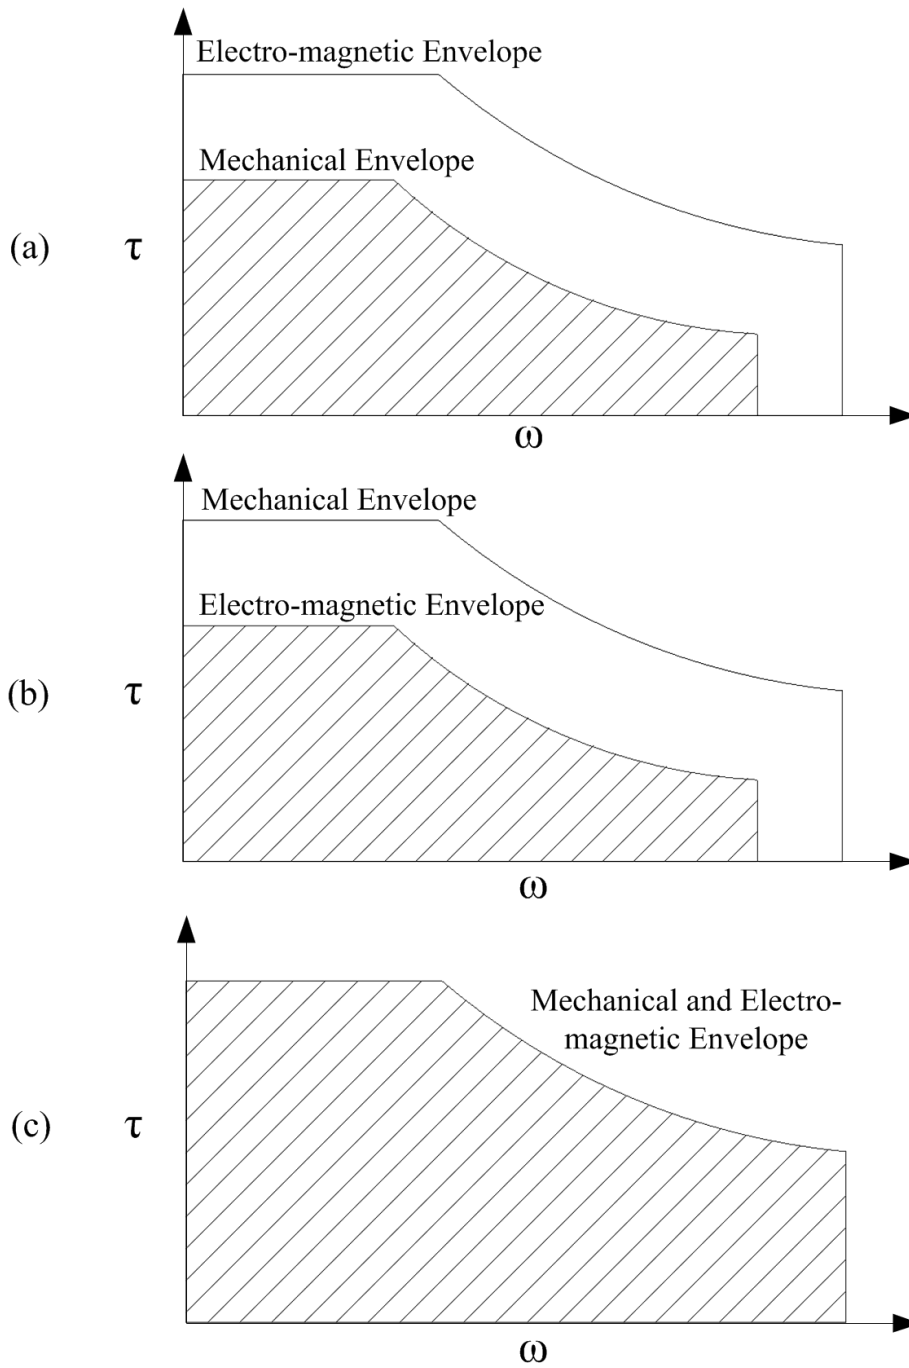 Electro-magnetic Envelope
Mechanical Envelope
(a)
τ
ω
Mechanical Envelope
Electro-magnetic Envelope
(b)
τ
ω
Mechanical and Electro-
magnetic Envelope
(c)
τ
ω